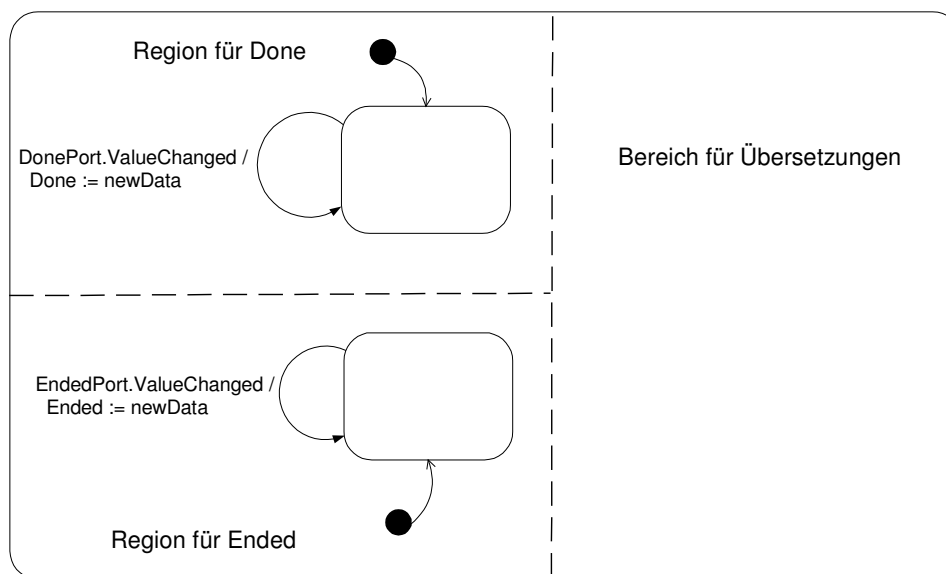 Region für Done
DonePort.ValueChanged /
Done := newData
Bereich für Übersetzungen
EndedPort.ValueChanged /
Ended := newData
Region für Ended